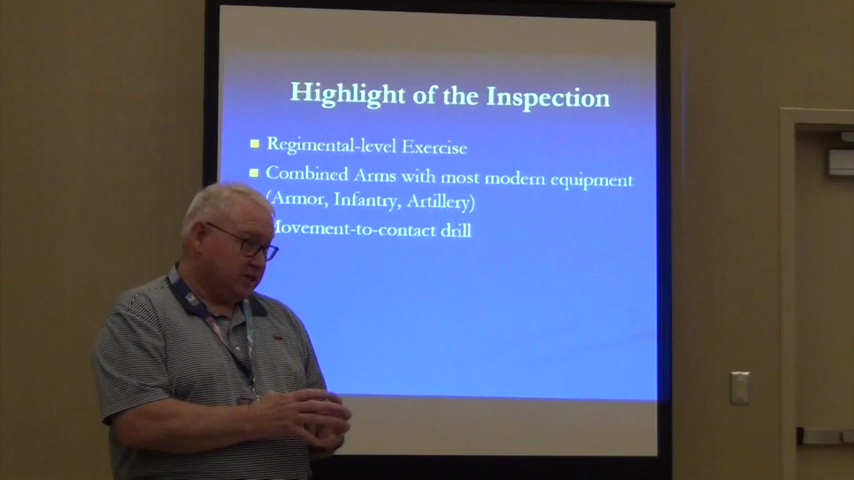 Highlight of the Inspection
Regimental-level Exercise
Combined Arms with most modern equipment
(Armor, Infantry, Artillery)
Movement-to-contact drill